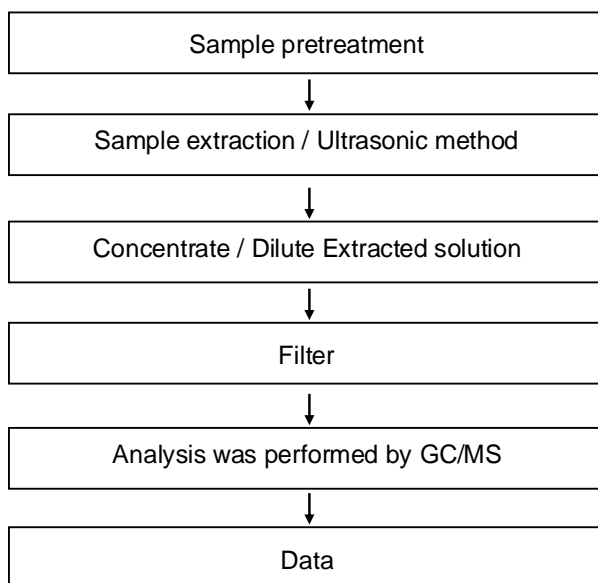 Sample pretreatment
Sample extraction / Ultrasonic method
Concentrate / Dilute Extracted solution
Filter
Analysis was performed by GC/MS
Data